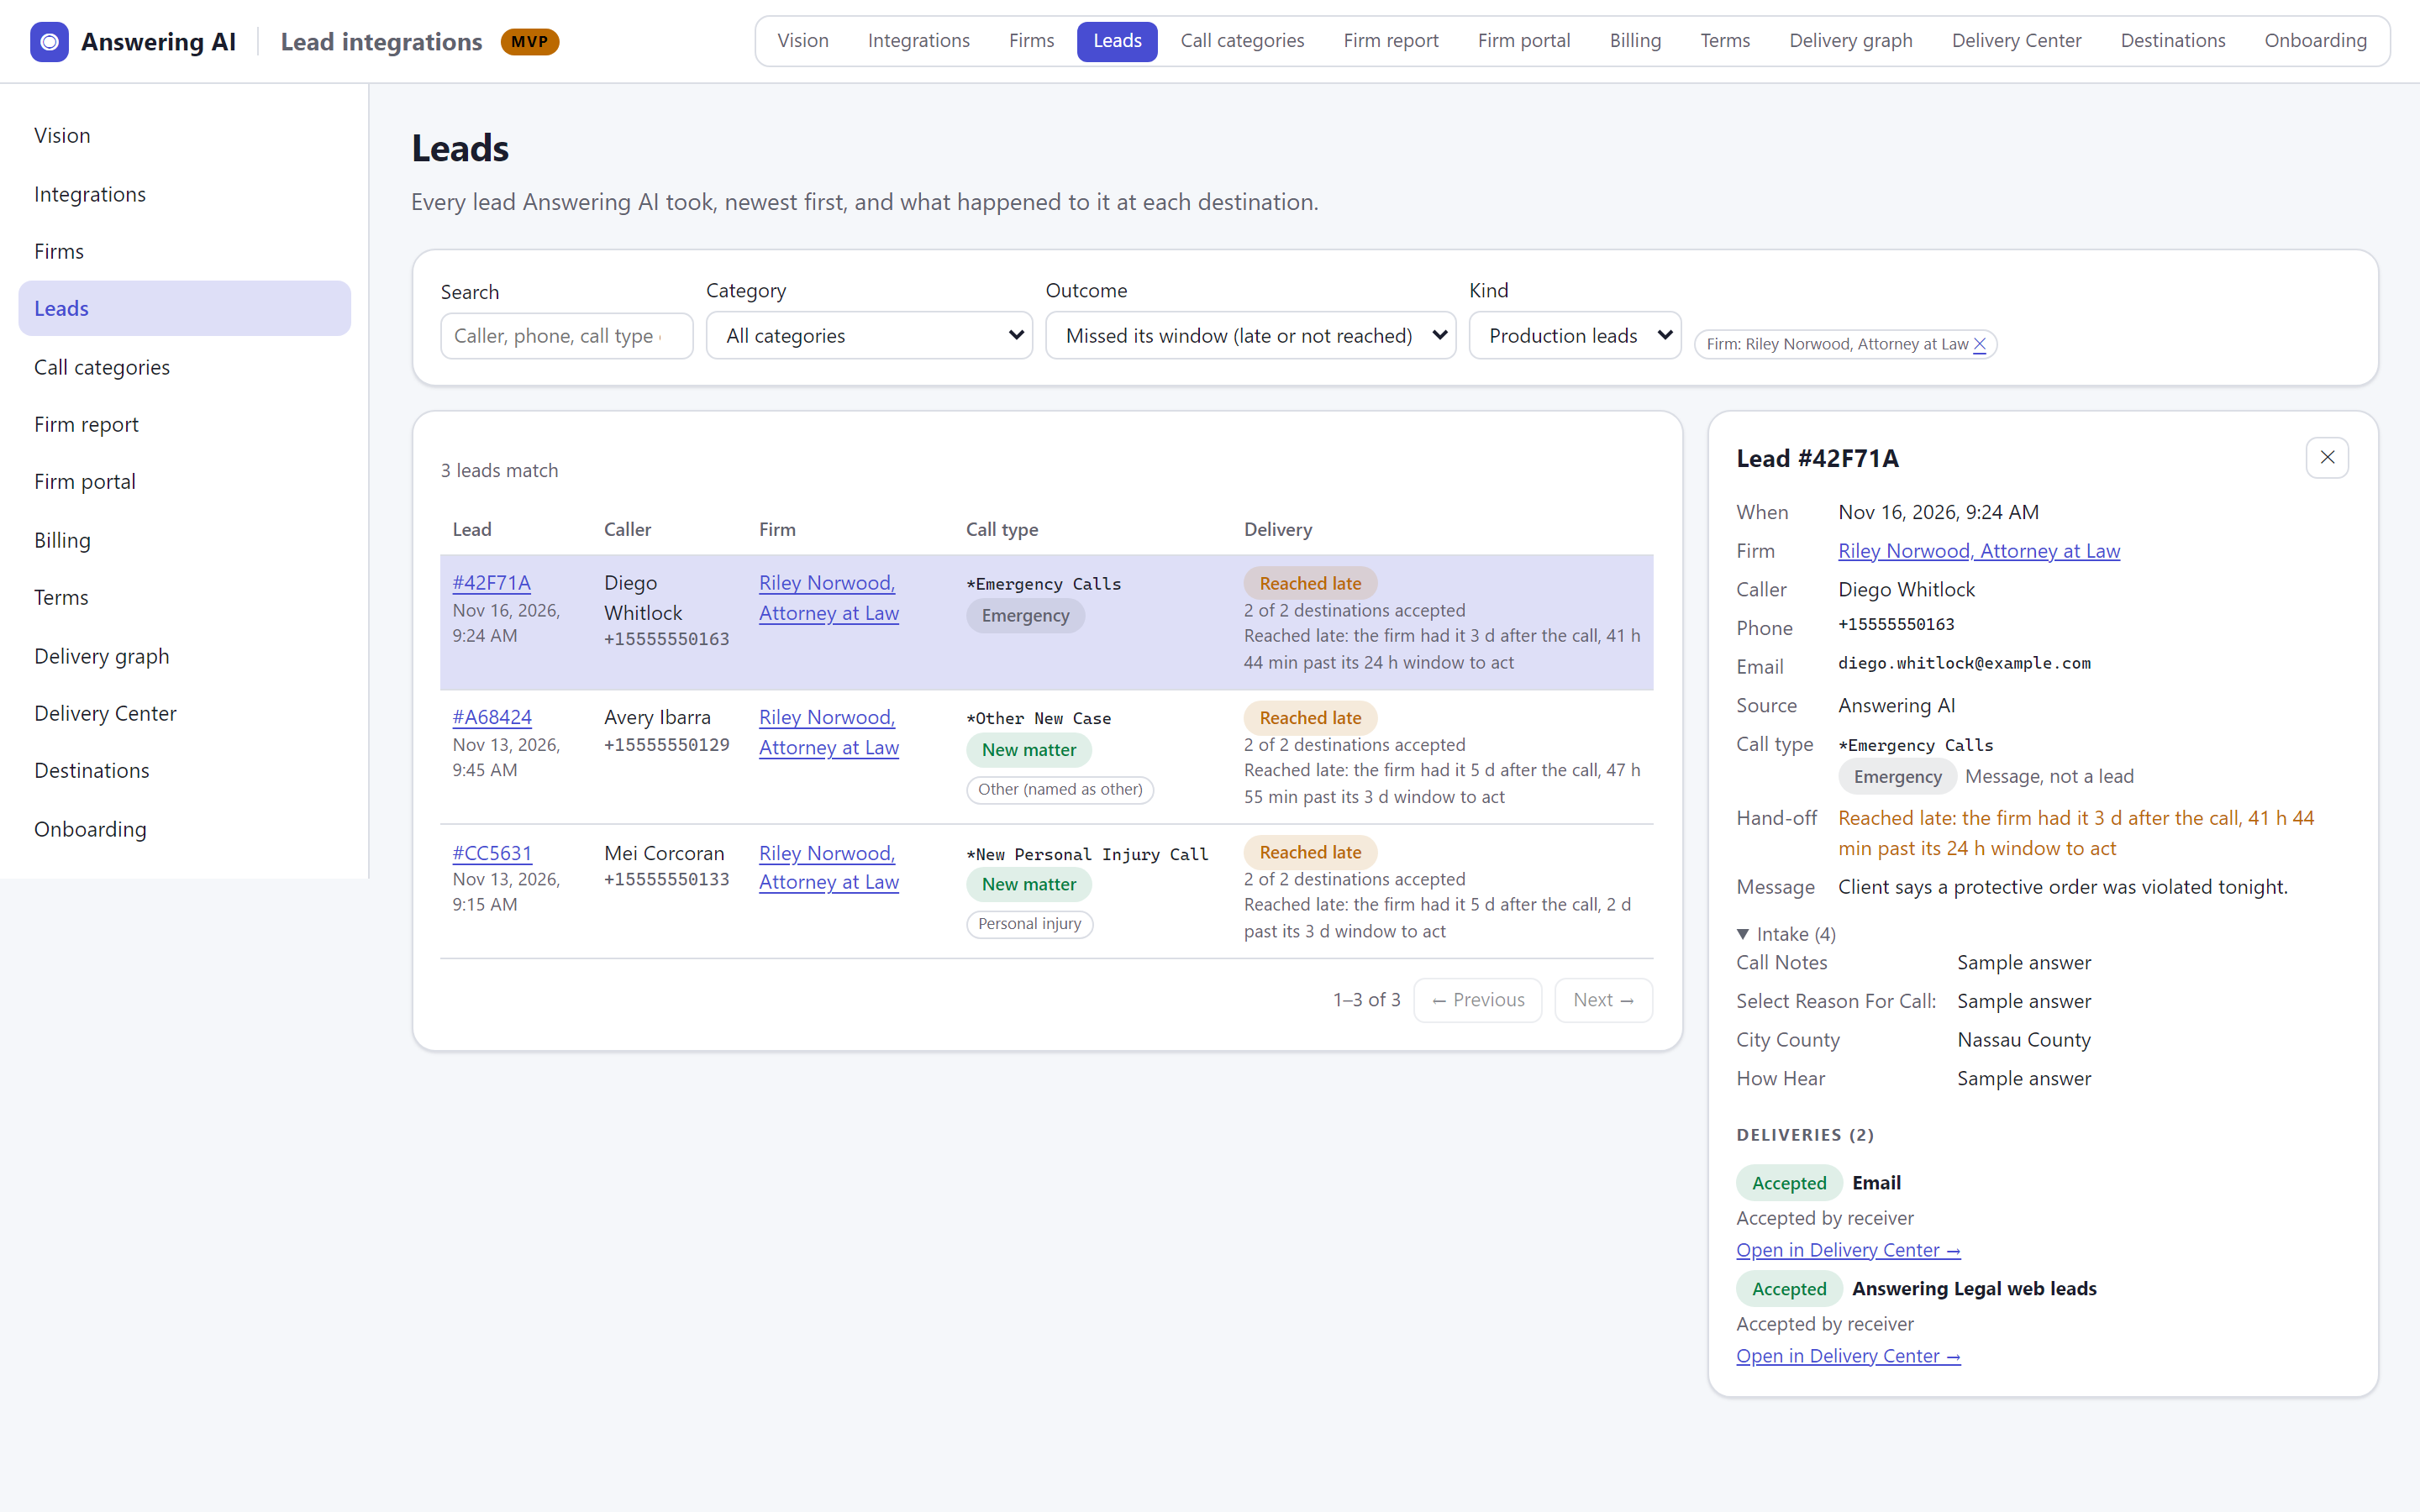 Answering AI
Lead integrations
MVP
Vision
Integrations
Firms
Leads
Call categories
Firm report
Firm portal
Billing
Terms
Delivery graph
Delivery Center
Destinations
Onboarding
Vision
Integrations
Firms
Leads
Call categories
Firm report
Firm portal
Billing
Terms
Delivery graph
Delivery Center
Destinations
Onboarding
Leads
Every lead Answering AI took, newest first, and what happened to it at each destination.
Search
Caller, phone, call type
Category
All categories
Outcome
Missed its window (late or not reached)
Kind
Production leads
Firm: Riley Norwood, Attorney at Law ×
3 leads match
Lead Caller Firm Call type Delivery
#42F71A
Nov 16, 2026,
9:24 AM
Diego
Whitlock
+15555550163
Riley Norwood,
Attorney at Law
*Emergency Calls
Emergency
Reached late
2 of 2 destinations accepted
Reached late: the firm had it 3 d after the call, 41 h
44 min past its 24 h window to act
#A68424
Nov 13, 2026,
9:45 AM
Avery Ibarra
+15555550129
Riley Norwood,
Attorney at Law
*Other New Case
New matter
Other (named as other)
Reached late
2 of 2 destinations accepted
Reached late: the firm had it 5 d after the call, 47 h
55 min past its 3 d window to act
#CC5631
Nov 13, 2026,
9:15 AM
Mei Corcoran
+15555550133
Riley Norwood,
Attorney at Law
*New Personal Injury Call
New matter
Personal injury
Reached late
2 of 2 destinations accepted
Reached late: the firm had it 5 d after the call, 2 d
past its 3 d window to act
1–3 of 3
← Previous
Next →
Lead #42F71A
×
When Nov 16, 2026, 9:24 AM
Firm Riley Norwood, Attorney at Law
Caller Diego Whitlock
Phone +15555550163
Email diego.whitlock@example.com
Source Answering AI
Call type *Emergency Calls
Emergency Message, not a lead
Hand-off Reached late: the firm had it 3 d after the call, 41 h 44
min past its 24 h window to act
Message Client says a protective order was violated tonight.
▼ Intake (4)
Call Notes Sample answer
Select Reason For Call: Sample answer
City County Nassau County
How Hear Sample answer
DELIVERIES (2)
Accepted Email
Accepted by receiver
Open in Delivery Center →
Accepted Answering Legal web leads
Accepted by receiver
Open in Delivery Center →